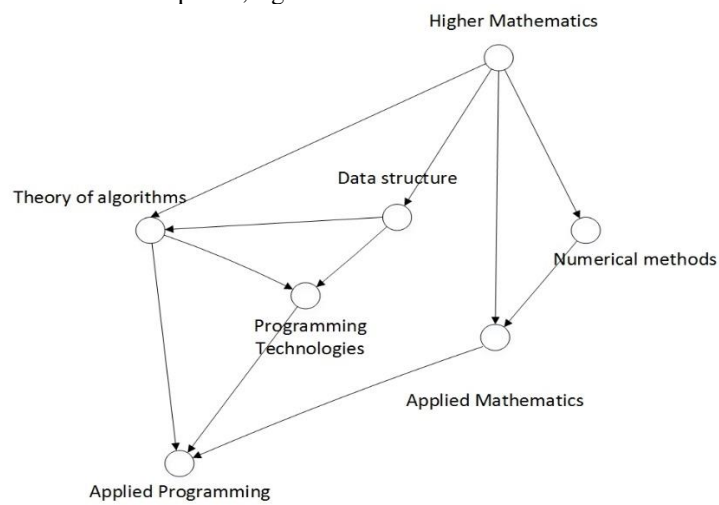 Higher Mathematics
Data structure
Theory of algorithms
Numerical methods
Programming
Technologies
Applied Mathematics
Applied Programming